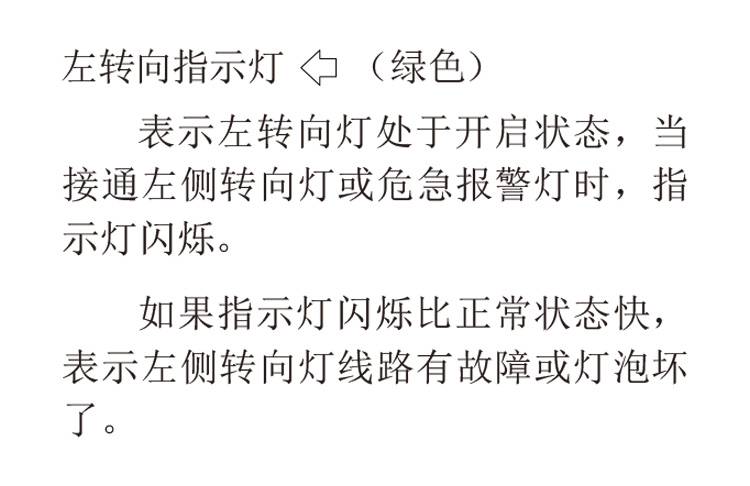 左转向指示灯 （绿色）
表示左转向灯处于开启状态，当
接通左侧转向灯或危急报警灯时，指
示灯闪烁。
如果指示灯闪烁比正常状态快，
表示左侧转向灯线路有故障或灯泡坏
了。